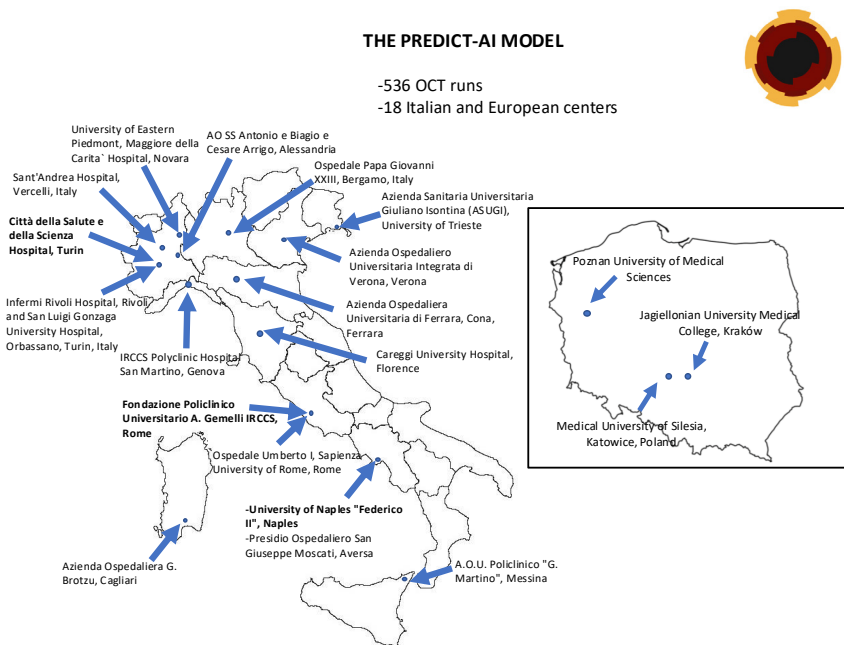 THE PREDICT-AI MODEL
-536 OCT runs
-18 Italian and European centers
University of Eastern
Piedmont, Maggiore della
Carita` Hospital, Novara
AO SS Antonio e Biagio e
Cesare Arrigo, Alessandria
Ospedale Papa Giovanni
XXIII, Bergamo, Italy
Sant'Andrea Hospital,
Vercelli, Italy
Azienda Sanitaria Universitaria
Giuliano Isontina (ASUGI),
University of Trieste
Città della Salute e
della Scienza
Hospital, Turin
Azienda Ospedaliero
Universitaria Integrata di
Verona, Verona
Infermi Rivoli Hospital, Rivoli
and San Luigi Gonzaga
University Hospital,
Orbassano, Turin, Italy
Azienda Ospedaliera
Universitaria di Ferrara, Cona,
Ferrara
IRCCS Polyclinic Hospital
San Martino, Genova
Careggi University Hospital,
Florence
Fondazione Policlinico
Universitario A. Gemelli IRCCS,
Rome
Ospedale Umberto I, Sapienza
University of Rome, Rome
-University of Naples "Federico
II", Naples
-Presidio Ospedaliero San
Giuseppe Moscati, Aversa
Azienda Ospedaliera G.
Brotzu, Cagliari
A.O.U. Policlinico "G.
Martino", Messina
Poznan University of Medical
Sciences
Jagiellonian University Medical
College, Kraków
Medical University of Silesia,
Katowice, Poland